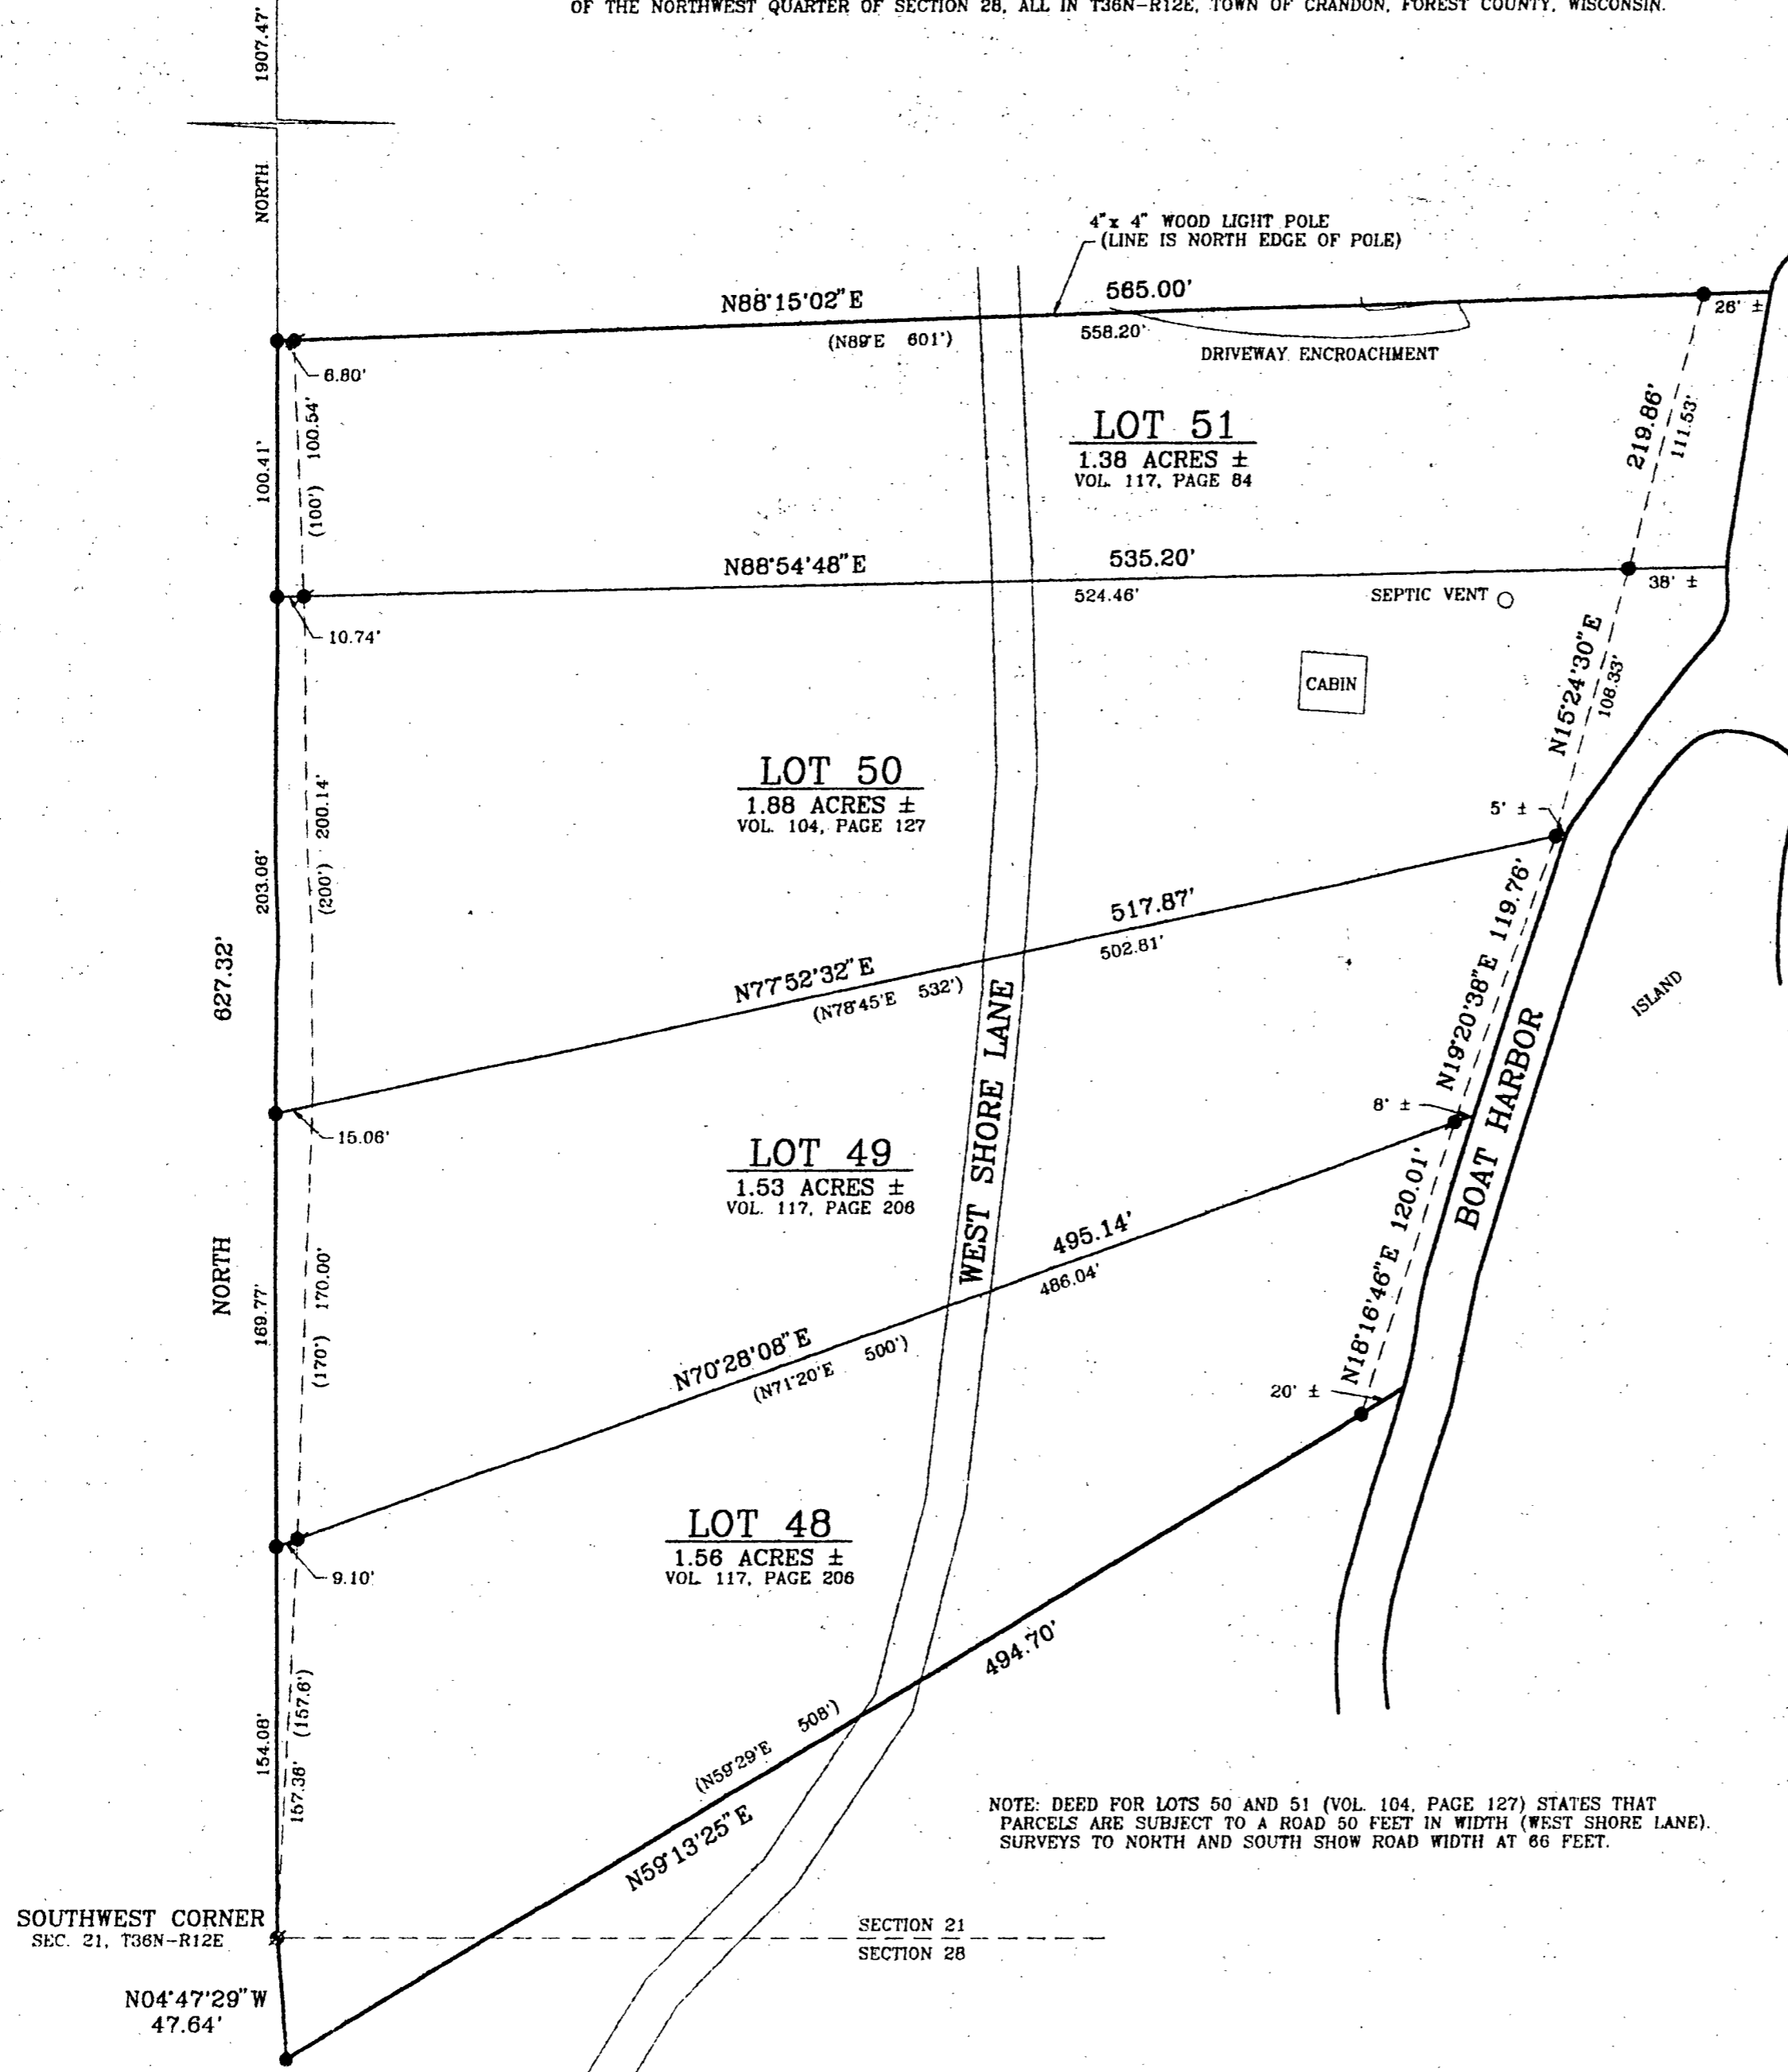 OF THE NORTHWEST QUARTER OF SECTION 28, ALL IN T36N-R12E, TOWN OF CRANDON, FOREST COUNTY, WISCONSIN.
1907.47'
NORTH
4"x 4" WOOD LIGHT POLE
(LINE IS NORTH EDGE OF POLE)
N88°15'02"E
565.00'
(N89°E 601')
558.20'
26' ±
DRIVEWAY ENCROACHMENT
6.80'
100.41'
(100') 100.54'
LOT 51
1.38 ACRES ±
VOL. 117, PAGE 84
219.86'
111.53'
N88°54'48"E
535.20'
524.46'
38' ±
10.74'
SEPTIC VENT
CABIN
N15°24'30"E
108.33'
LOT 50
1.88 ACRES ±
VOL. 104, PAGE 127
203.06'
(200') 200.14'
5' ±
627.32'
NORTH
517.87'
502.81'
N77°52'32"E
(N78°45'E 532')
15.06'
N19°20'38"E 119.76'
ISLAND
BOAT HARBOR
WEST SHORE LANE
8' ±
LOT 49
1.53 ACRES ±
VOL. 117, PAGE 206
169.77'
(170') 170.00'
495.14'
486.04'
N70°28'08"E
(N71°20'E 500')
N18°16'46"E 120.01'
20' ±
9.10'
LOT 48
1.56 ACRES ±
VOL. 117, PAGE 206
154.08'
157.38' (157.6')
494.70'
(N59°29'E 508')
N59°13'25"E
NOTE: DEED FOR LOTS 50 AND 51 (VOL. 104, PAGE 127) STATES THAT
PARCELS ARE SUBJECT TO A ROAD 50 FEET IN WIDTH (WEST SHORE LANE).
SURVEYS TO NORTH AND SOUTH SHOW ROAD WIDTH AT 66 FEET.
SOUTHWEST CORNER
SEC. 21, T36N-R12E
SECTION 21
SECTION 28
N04°47'29"W
47.64'